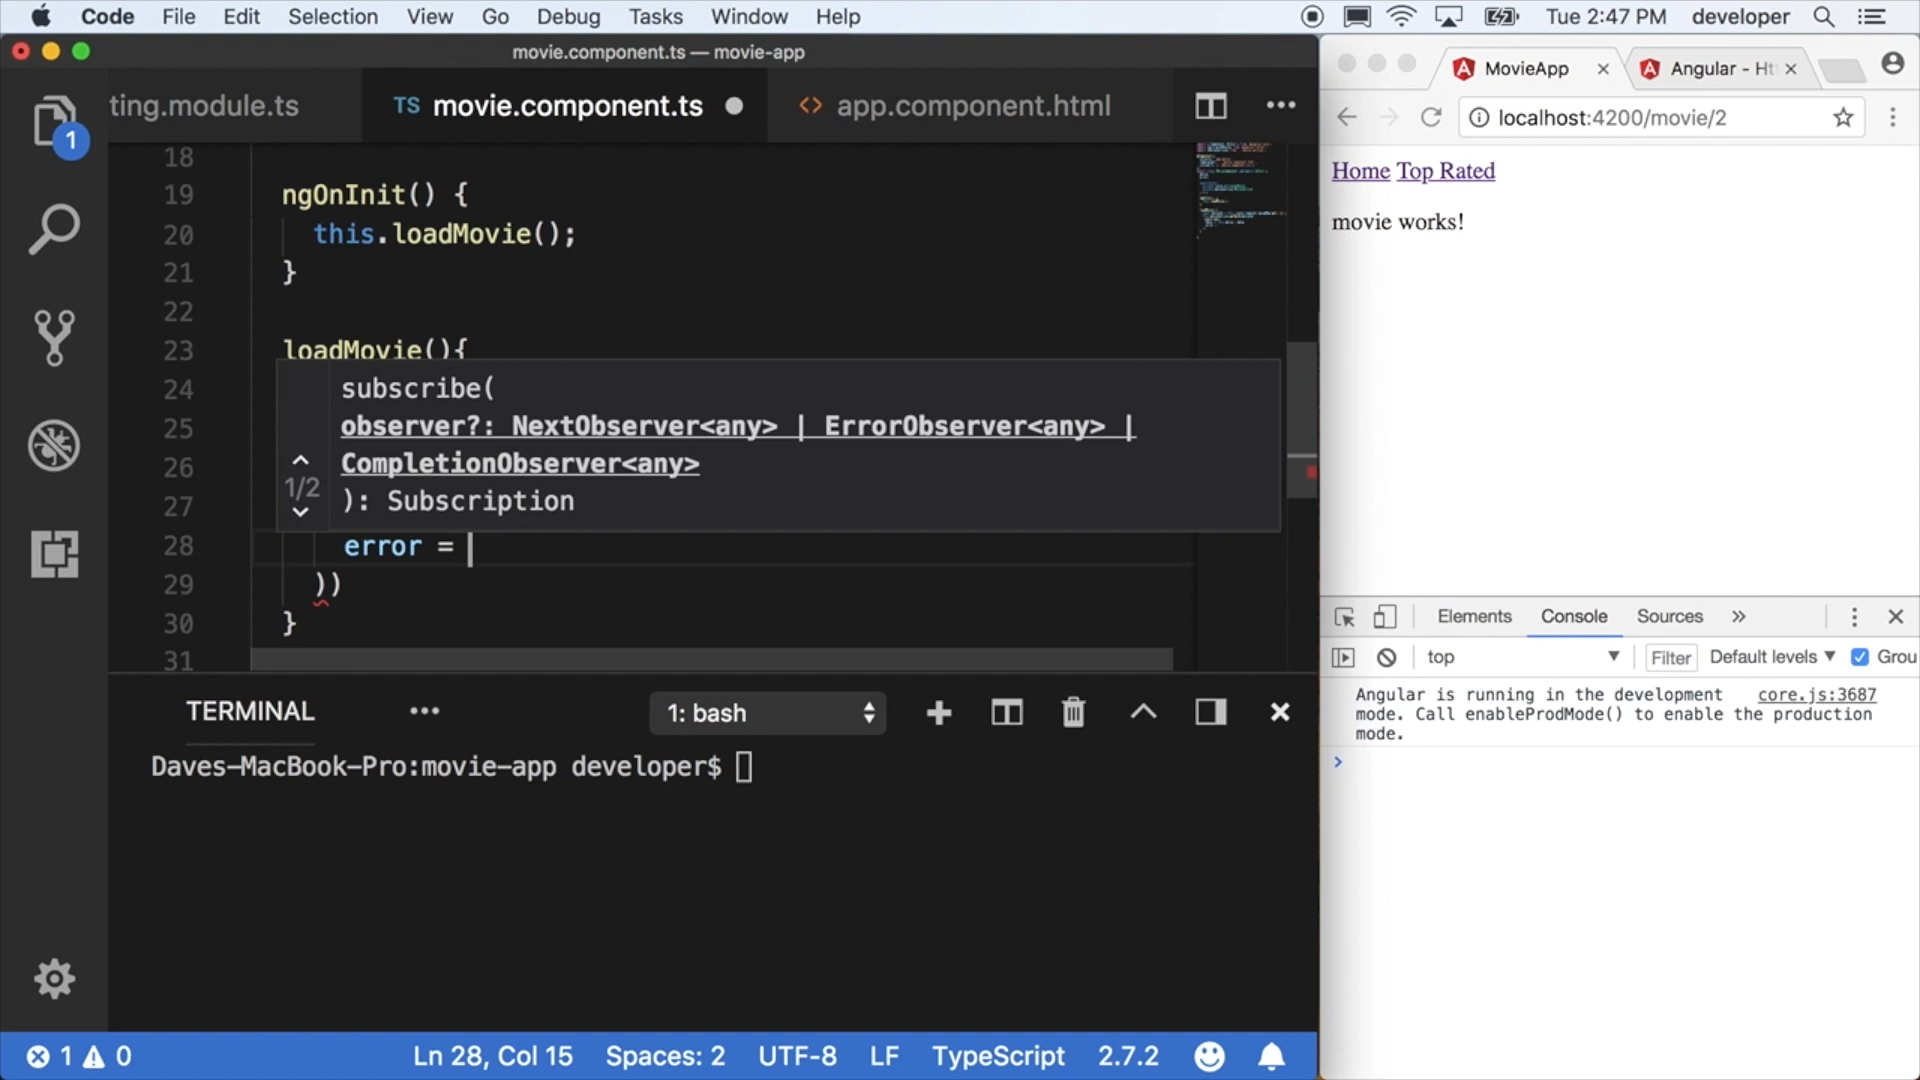 Code File Edit Selection View Go Debug Tasks Window Help Tue 2:47 PM developer
movie.component.ts — movie-app
ting.module.ts TS movie.component.ts <> app.component.html
1
18
19 ngOnInit() {
20 this.loadMovie();
21 }
22
23 loadMovie(){
24
25
26
27
subscribe(
observer?: NextObserver<any> | ErrorObserver<any> |
CompletionObserver<any>
1/2
): Subscription
28 error =
29 ))
30 }
31
TERMINAL 1: bash
Daves-MacBook-Pro:movie-app developer$
1 0 Ln 28, Col 15 Spaces: 2 UTF-8 LF TypeScript 2.7.2
MovieApp Angular - Ht
localhost:4200/movie/2
Home Top Rated
movie works!
Elements Console Sources »
top Filter Default levels Grou
Angular is running in the development core.js:3687
mode. Call enableProdMode() to enable the production
mode.